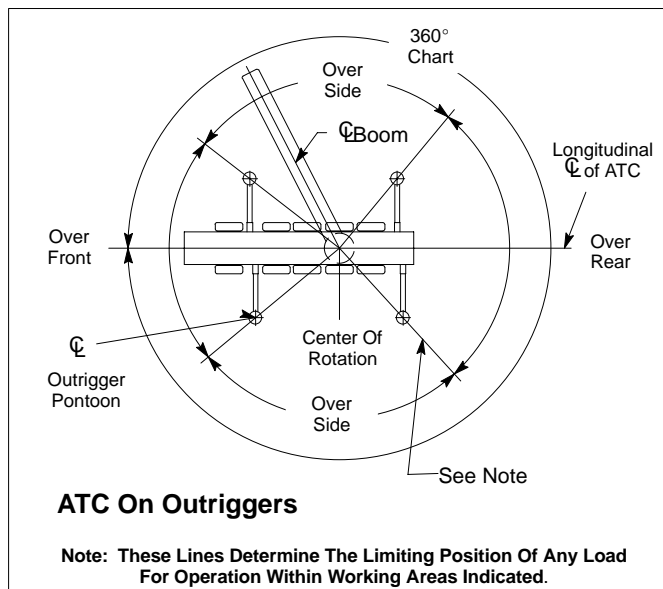 360°
Chart
Over
Side
℄ Boom
Longitudinal
℄ of ATC
Over
Front
Over
Rear
℄
Outrigger
Pontoon
Center Of
Rotation
Over
Side
See Note
ATC On Outriggers
Note: These Lines Determine The Limiting Position Of Any Load
For Operation Within Working Areas Indicated.